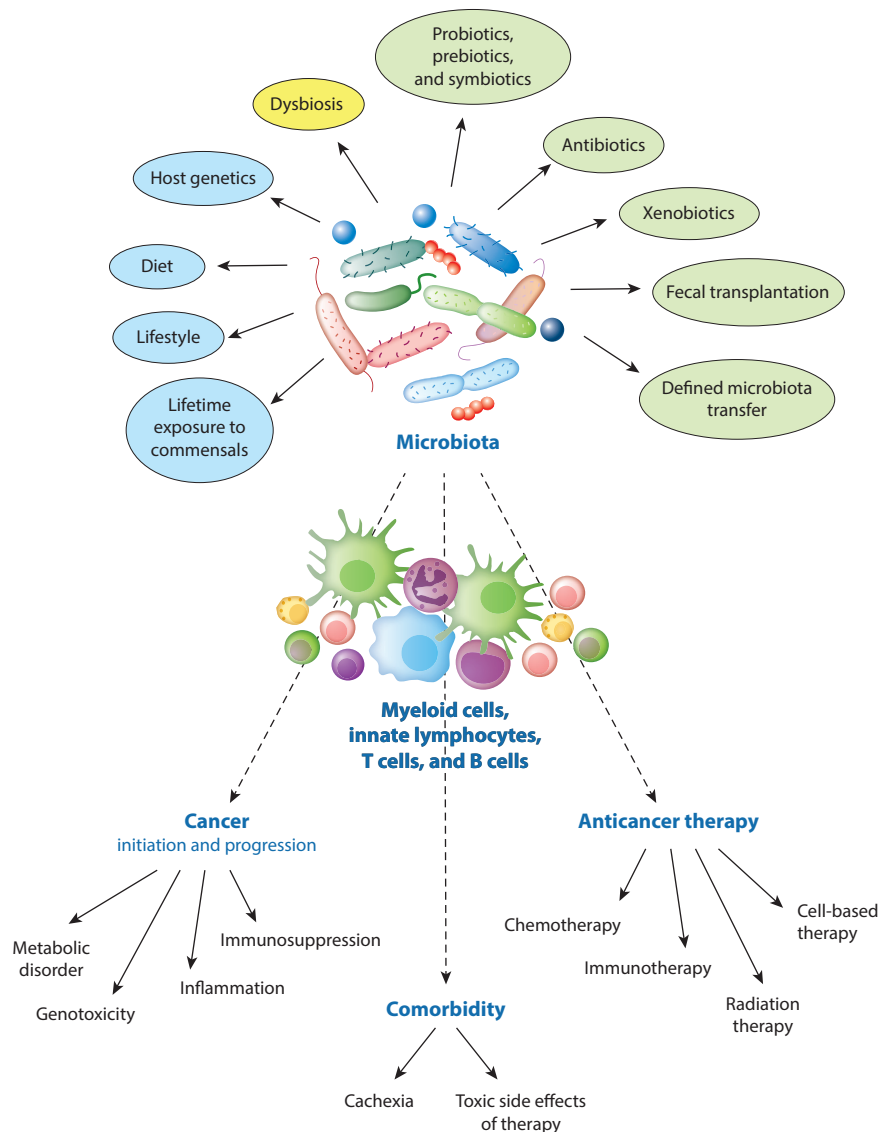 Probiotics,
prebiotics,
and symbiotics
Dysbiosis
Antibiotics
Host genetics
Xenobiotics
Diet
Fecal transplantation
Lifestyle
Defined microbiota
transfer
Lifetime
exposure to
commensals
Microbiota
Myeloid cells,
innate lymphocytes,
T cells, and B cells
Cancer
initiation and progression
Anticancer therapy
Metabolic
disorder
Genotoxicity
Inflammation
Immunosuppression
Chemotherapy
Immunotherapy
Radiation
therapy
Cell-based
therapy
Comorbidity
Cachexia
Toxic side effects
of therapy